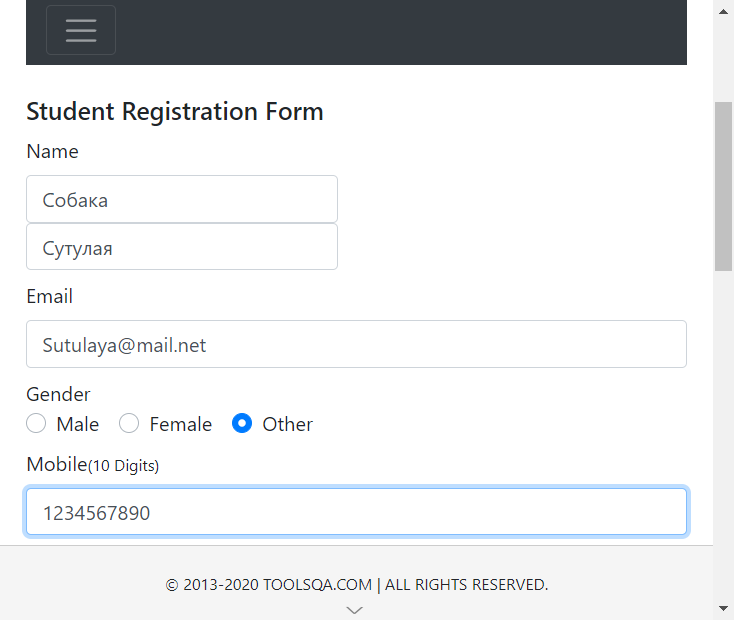 Student Registration Form
Name
Собака
Сутулая
Email
Sutulaya@mail.net
Gender
Male Female Other
Mobile(10 Digits)
1234567890
© 2013-2020 TOOLSQA.COM | ALL RIGHTS RESERVED.